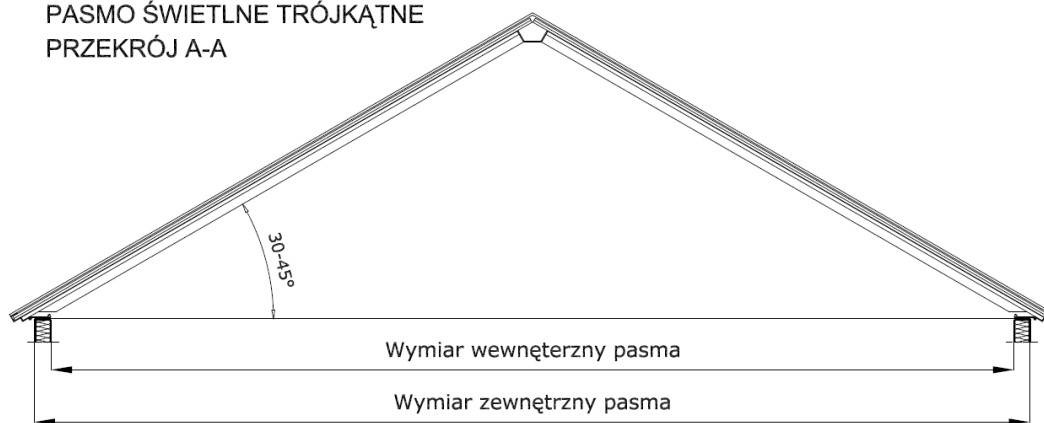 PASMO ŚWIETLNE TRÓJKĄTNE
PRZEKRÓJ A-A
30-45°
Wymiar wewnęterzny pasma
Wymiar zewnętrzny pasma